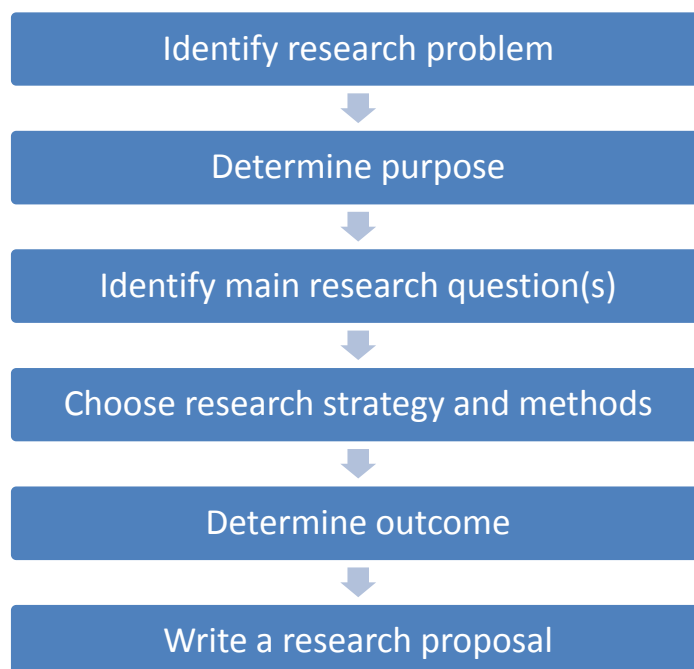 Identify research problem
Determine purpose
Identify main research question(s)
Choose research strategy and methods
Determine outcome
Write a research proposal